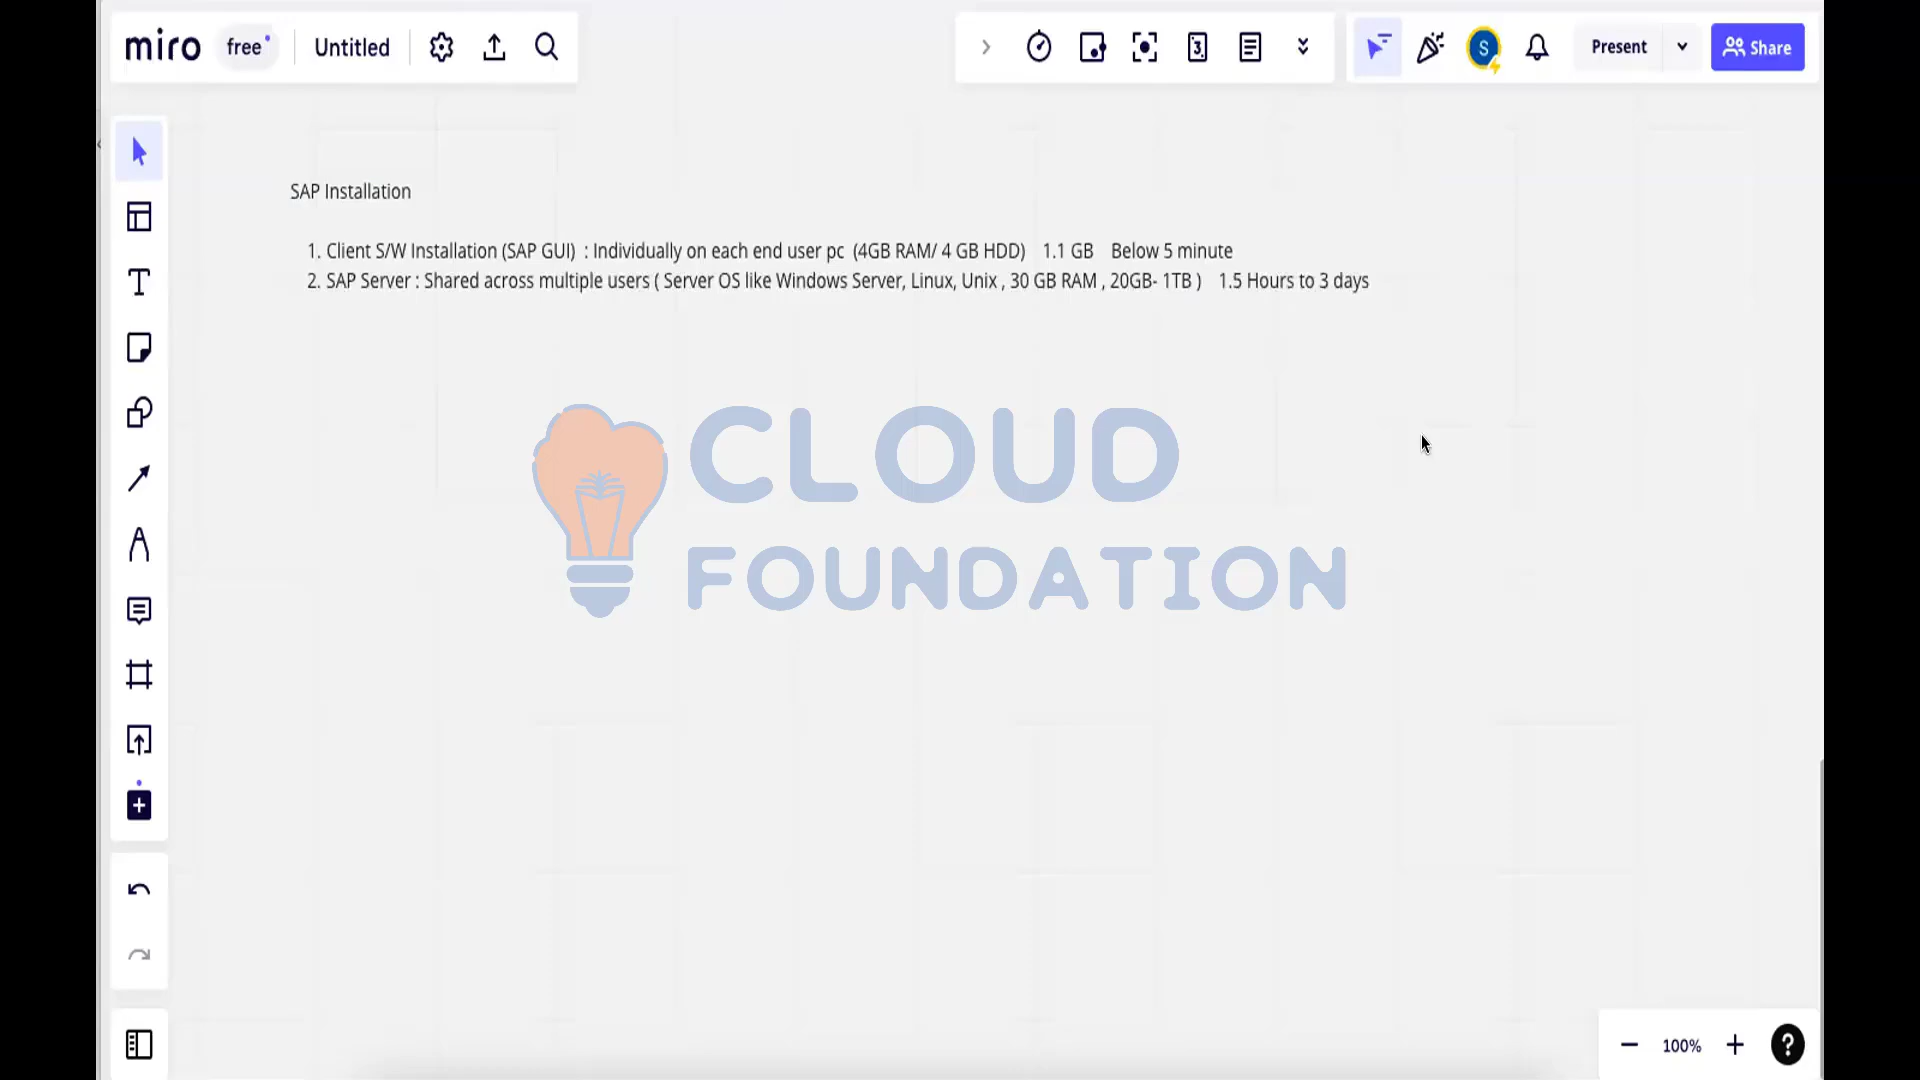 miro free Untitled Present Share
S
3
SAP Installation
1. Client S/W Installation (SAP GUI) : Individually on each end user pc (4GB RAM/ 4 GB HDD) 1.1 GB Below 5 minute
2. SAP Server : Shared across multiple users ( Server OS like Windows Server, Linux, Unix , 30 GB RAM , 20GB- 1TB ) 1.5 Hours to 3 days
CLOUD
FOUNDATION
100%